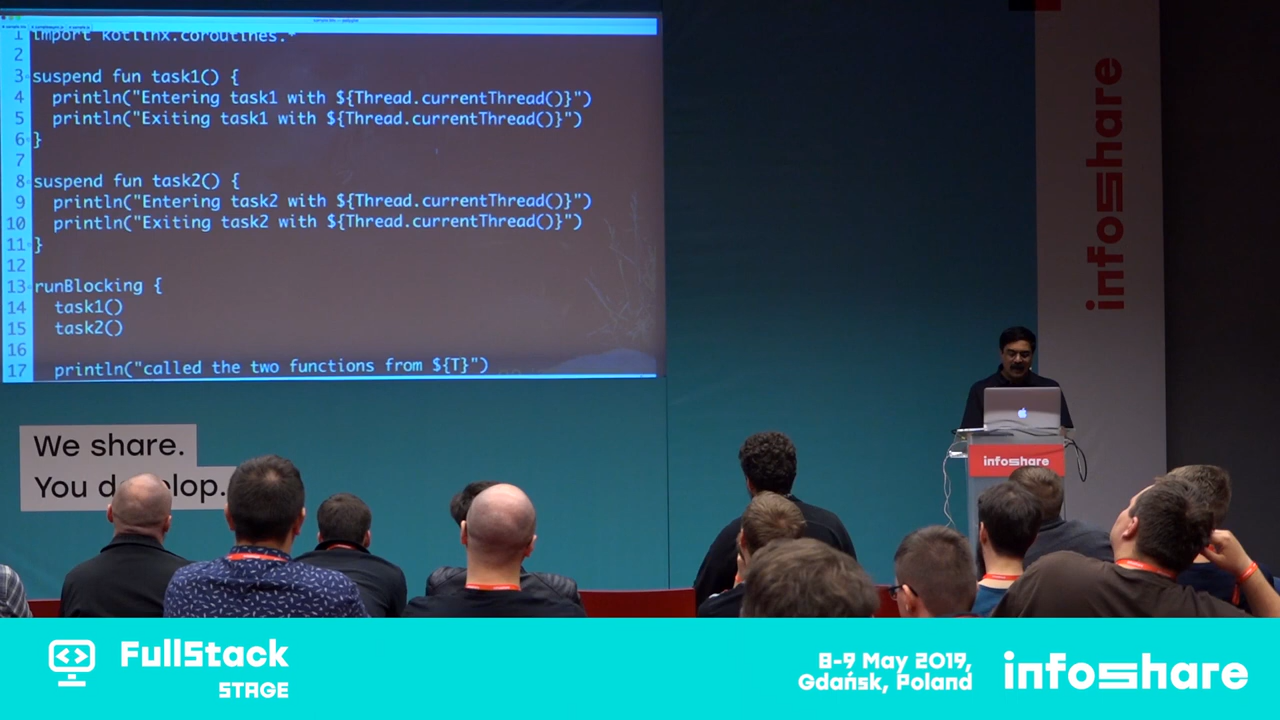 1 import kotlinx.coroutines.*
2
3 suspend fun task1() {
4 println("Entering task1 with ${Thread.currentThread()}")
5 println("Exiting task1 with ${Thread.currentThread()}")
6 }
7
8 suspend fun task2() {
9 println("Entering task2 with ${Thread.currentThread()}")
10 println("Exiting task2 with ${Thread.currentThread()}")
11 }
12
13 runBlocking {
14 task1()
15 task2()
16
17 println("called the two functions from ${T}")
infoshare
infoshare
We share.
You develop.
FullStack
STAGE
8-9 May 2019,
Gdańsk, Poland
infoshare